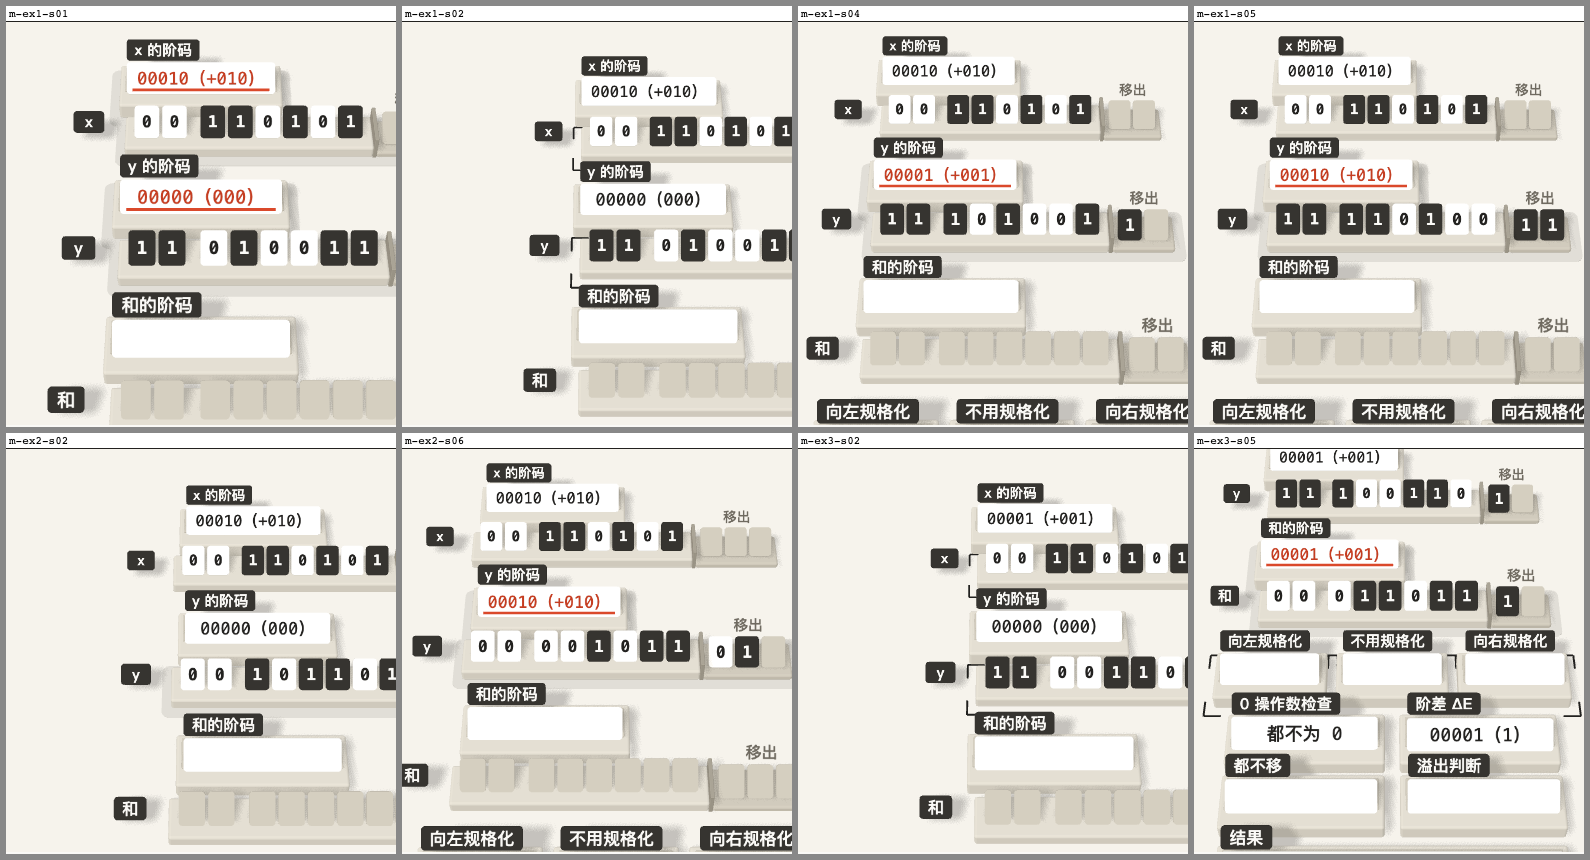 m-ex1-s01
x 的阶码
00010 (+010)
x
0 0 1 1 0 1 0 1
y 的阶码
00000 (000)
y
1 1 0 1 0 0 1 1
和的阶码
和
m-ex1-s02
x 的阶码
00010 (+010)
x
0 0 1 1 0 1 0 1
y 的阶码
00000 (000)
y
1 1 0 1 0 0 1
和的阶码
和
m-ex1-s04
x 的阶码
00010 (+010)
移出
x
0 0 1 1 0 1 0 1
y 的阶码
00001 (+001)
移出
y
1 1 1 0 1 0 0 1 1
和的阶码
移出
和
向左规格化 不用规格化 向右规格化
m-ex1-s05
x 的阶码
00010 (+010)
移出
x
0 0 1 1 0 1 0 1
y 的阶码
00010 (+010)
移出
y
1 1 1 1 0 1 0 0 1 1
和的阶码
移出
和
向左规格化 不用规格化 向右规格化
m-ex2-s02
x 的阶码
00010 (+010)
x
0 0 1 1 0 1 0 1
y 的阶码
00000 (000)
y
0 0 1 0 1 1 0 1
和的阶码
和
m-ex2-s06
x 的阶码
00010 (+010)
移出
x
0 0 1 1 0 1 0 1
y 的阶码
00010 (+010)
移出
y
0 0 0 0 1 0 1 1 0 1
和的阶码
移出
和
向左规格化 不用规格化 向右规格化
m-ex3-s02
x 的阶码
00001 (+001)
x
0 0 1 1 0 1 0 1
y 的阶码
00000 (000)
y
1 1 0 0 1 1 0
和的阶码
和
m-ex3-s05
00001 (+001)
移出
y
1 1 1 0 0 1 1 0 1
和的阶码
00001 (+001)
移出
和
0 0 0 1 1 0 1 1 1
向左规格化 不用规格化 向右规格化
0 操作数检查 阶差 ΔE
都不为 0 00001 (1)
都不移 溢出判断
结果